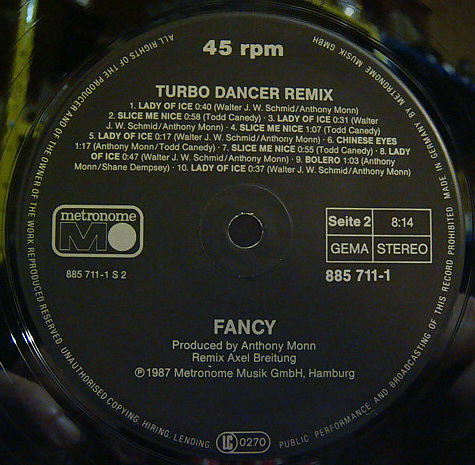 45 rpm
TURBO DANCER REMIX
1. LADY OF ICE 0:40 (Walter J. W. Schmid/Anthony Monn)
2. SLICE ME NICE 0:58 (Todd Canedy) · 3. LADY OF ICE 0:31 (Walter
J. W. Schmid/Anthony Monn) · 4. SLICE ME NICE 1:07 (Todd Canedy)
5. LADY OF ICE 0:17 (Walter J. W. Schmid/Anthony Monn) · 6. CHINESE EYES
1:17 (Anthony Monn/Todd Canedy) · 7. SLICE ME NICE 0:55 (Todd Canedy) · 8. LADY
OF ICE 0:47 (Walter J. W. Schmid/Anthony Monn) · 9. BOLERO 1:03 (Anthony
Monn/Shane Dempsey) · 10. LADY OF ICE 0:37 (Walter J. W. Schmid/Anthony Monn)
metronome
885 711-1 S 2
Seite 2 8:14
GEMA STEREO
885 711-1
FANCY
Produced by Anthony Monn
Remix Axel Breitung
℗ 1987 Metronome Musik GmbH, Hamburg
ALL RIGHTS OF THE PRODUCER AND OF THE OWNER OF THE WORK REPRODUCED RESERVED. UNAUTHORISED COPYING, HIRING, LENDING, PUBLIC PERFORMANCE AND BROADCASTING OF THIS RECORD PROHIBITED. MADE IN GERMANY BY METRONOME MUSIK GMBH
LC 0270